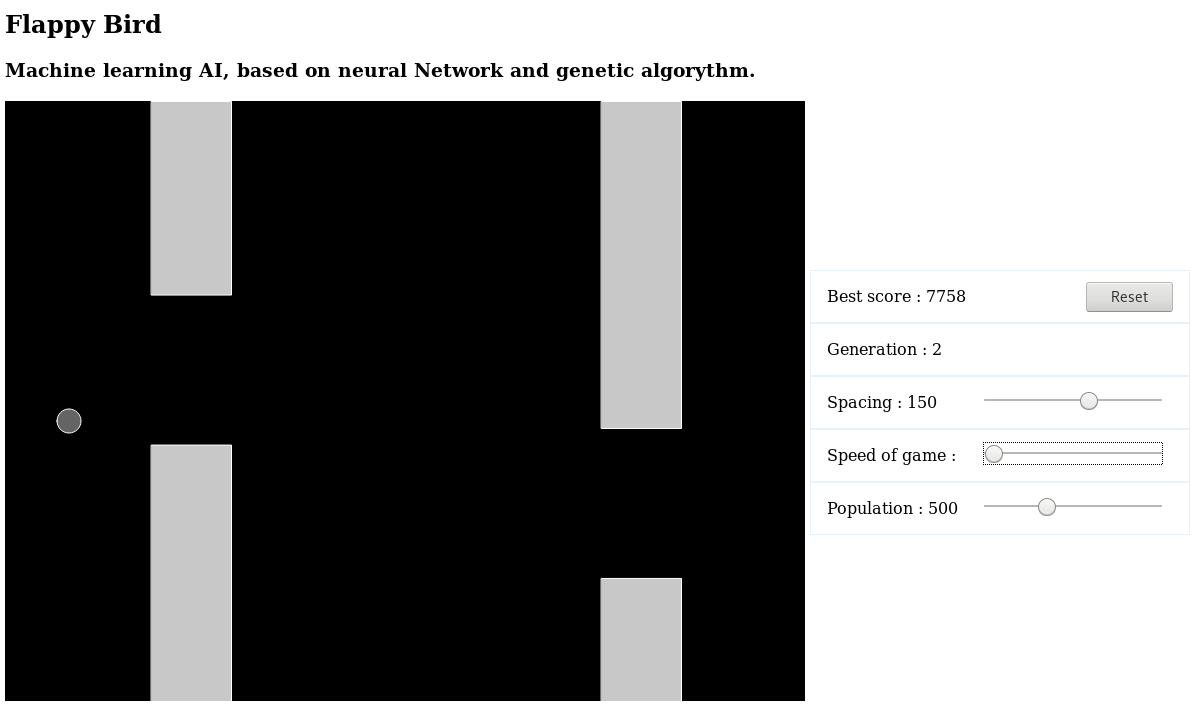 Flappy Bird
Machine learning AI, based on neural Network and genetic algorythm.
Best score : 7758
Reset
Generation : 2
Spacing : 150
Speed of game :
Population : 500